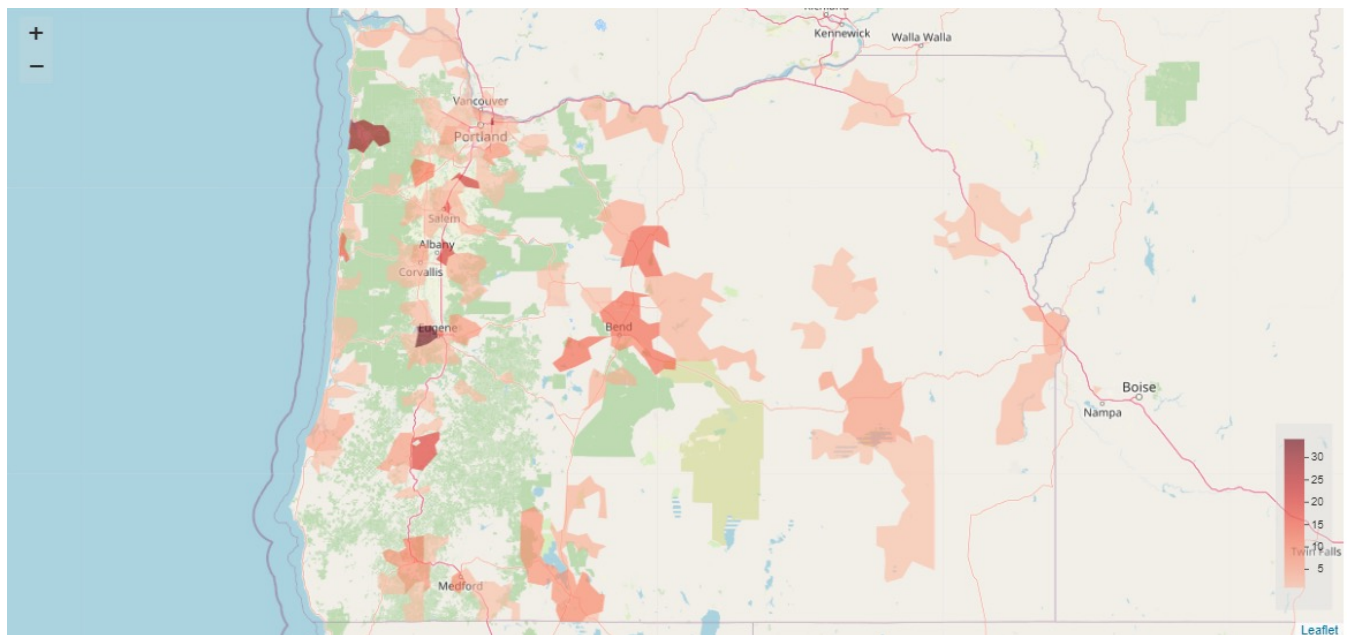 +
−
Kennewick
Walla Walla
Vancouver
Portland
Salem
Albany
Corvallis
Eugene
Bend
Boise
Nampa
Medford
30
25
20
15
10
5
Twin Falls
Leaflet